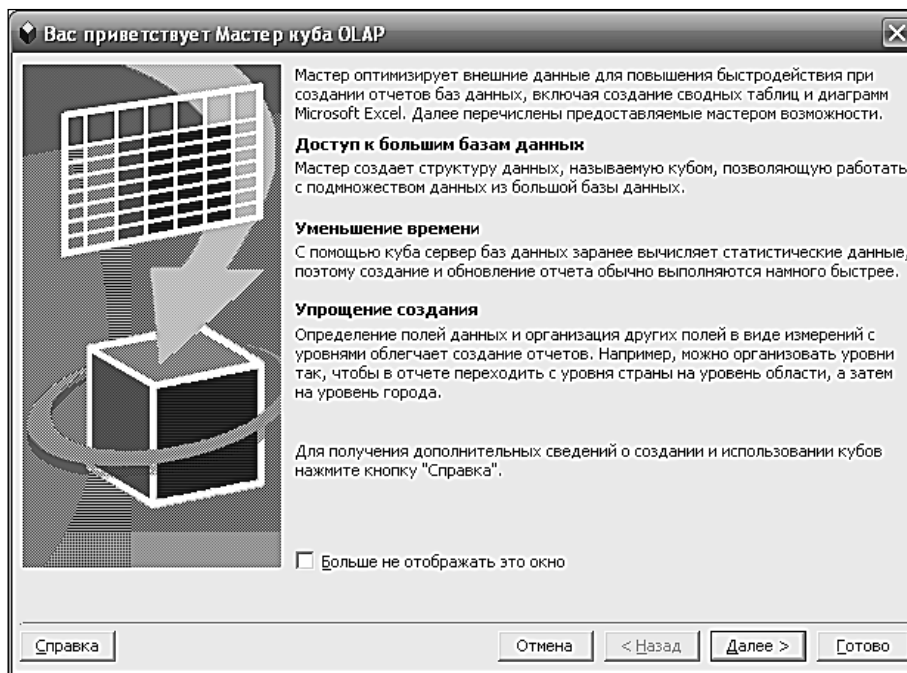 Вас приветствует Мастер куба OLAP
Мастер оптимизирует внешние данные для повышения быстродействия при
создании отчетов баз данных, включая создание сводных таблиц и диаграмм
Microsoft Excel. Далее перечислены предоставляемые мастером возможности.
Доступ к большим базам данных
Мастер создает структуру данных, называемую кубом, позволяющую работать
с подмножеством данных из большой базы данных.
Уменьшение времени
С помощью куба сервер баз данных заранее вычисляет статистические данные,
поэтому создание и обновление отчета обычно выполняются намного быстрее.
Упрощение создания
Определение полей данных и организация других полей в виде измерений с
уровнями облегчает создание отчетов. Например, можно организовать уровни
так, чтобы в отчете переходить с уровня страны на уровень области, а затем
на уровень города.
Для получения дополнительных сведений о создании и использовании кубов
нажмите кнопку "Справка".
Больше не отображать это окно
Справка Отмена < Назад Далее > Готово